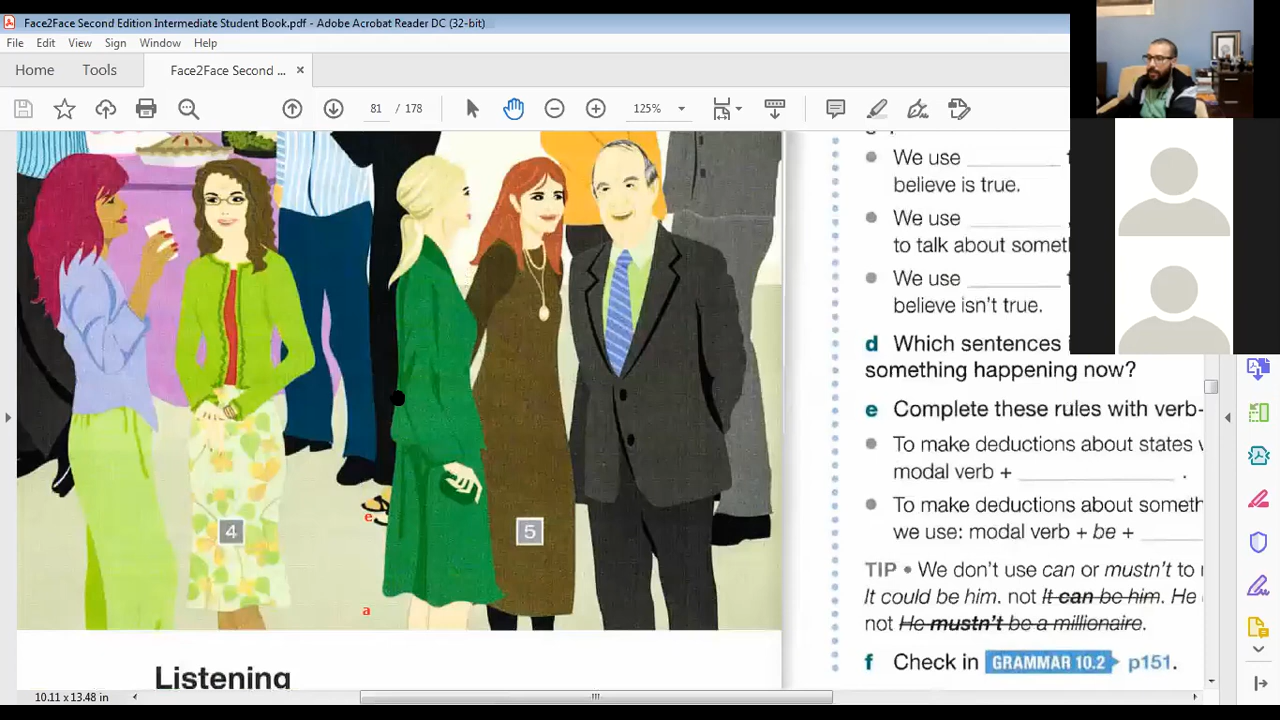 Face2Face Second Edition Intermediate Student Book.pdf - Adobe Acrobat Reader DC (32-bit)
File Edit View Sign Window Help
Home Tools Face2Face Second ... ×
81 / 178 125%
We use
believe is true.
We use
to talk about
We use
believe isn't true.
d Which sentences
something happening now?
e Complete these rules with verb-
To make deductions about states
modal verb + .
To make deductions about
we use: modal verb + be +
TIP • We don't use can or mustn't to
It could be him. not It can be him. He
not He mustn't be a millionaire.
f Check in GRAMMAR 10.2 p151.
4
5
e
a
Listening
10.11 x 13.48 in